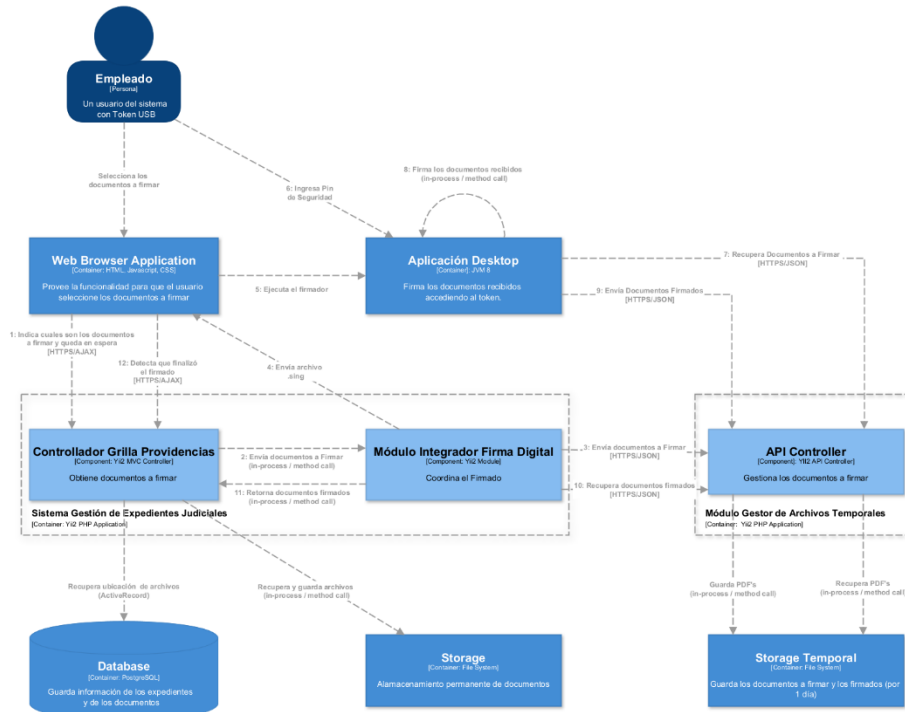 Empleado
[Persona]
Un usuario del sistema
con Token USB
Selecciona los
documentos a firmar
6: Ingresa Pin
de Seguridad
8: Firma los documentos recibidos
(in-process / method call)
Web Browser Application
[Container: HTML, Javascript, CSS]
Provee la funcionalidad para que el usuario
seleccione los documentos a firmar
5: Ejecuta el firmador
Aplicación Desktop
[Container]: JVM 8
Firma los documentos recibidos
accediendo al token.
7: Recupera Documentos a Firmar
[HTTPS/JSON]
9: Envía Documentos Firmados
[HTTPS/JSON]
1: Indica cuales son los documentos
a firmar y queda en espera
[HTTPS/AJAX]
12: Detecta que finalizó
el firmado
[HTTPS/AJAX]
4: Envía archivo
.sing
Controllador Grilla Providencias
[Component: Yii2 MVC Controller]
Obtiene documentos a firmar
2: Envía documentos a Firmar
(in-process / method call)
11: Retorna documentos firmados
(in-process / method call)
Módulo Integrador Firma Digital
[Component: Yii2 Module]
Coordina el Firmado
3: Envía documentos a Firmar
[HTTPS/JSON]
10: Recupera documentos firmados
[HTTPS/JSON]
API Controller
[Component]: YII2 API Controller]
Gestiona los documentos a firmar
Sistema Gestión de Expedientes Judiciales
[Container: Yii2 PHP Application]
Módulo Gestor de Archivos Temporales
[Container: Yii2 PHP Application]
Recupera ubicación de archivos
(ActiveRecord)
Recupera y guanta archivos
(in-process / method call)
Guarda PDF's
(in-process / method call)
Recupera PDF's
(in-process / method call)
Database
[Container: PostgreSQL]
Guarda información de los expedientes
y de los documentos
Storage
[Container: File System]
Alamacenamiento permanente de documentos
Storage Temporal
[Container: File System]
Guarda los documentos a firmar y los firmados (por
1 día)